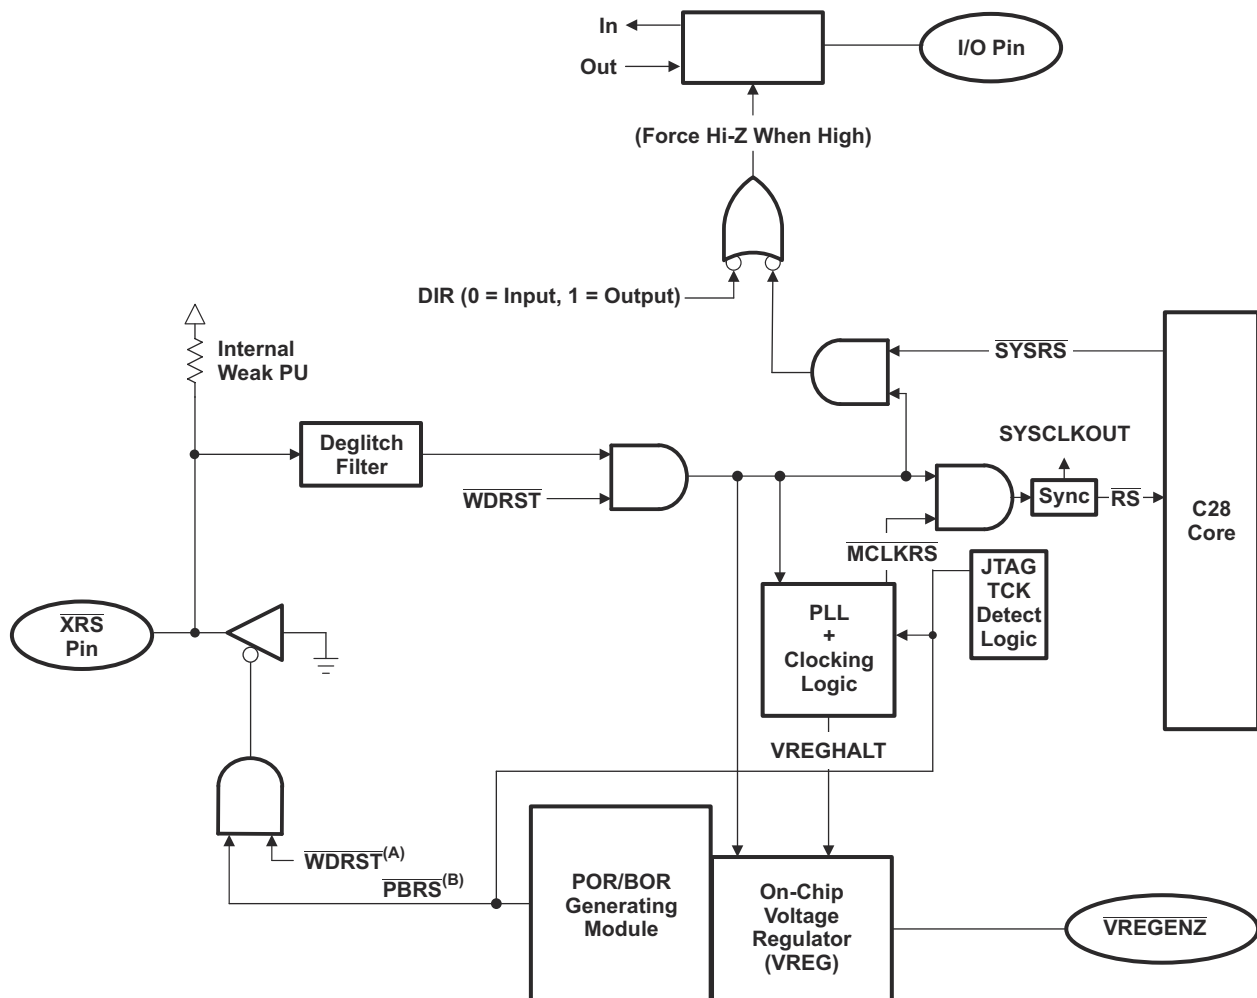 In
Out
I/O Pin
(Force Hi-Z When High)
DIR (0 = Input, 1 = Output)
Internal
Weak PU
SYSRS
SYSCLKOUT
Deglitch
Filter
WDRST
Sync
RS
C28
Core
MCLKRS
JTAG
TCK
Detect
Logic
XRS
Pin
PLL
+
Clocking
Logic
VREGHALT
WDRST(A)
PBRS(B)
POR/BOR
Generating
Module
On-Chip
Voltage
Regulator
(VREG)
VREGENZ